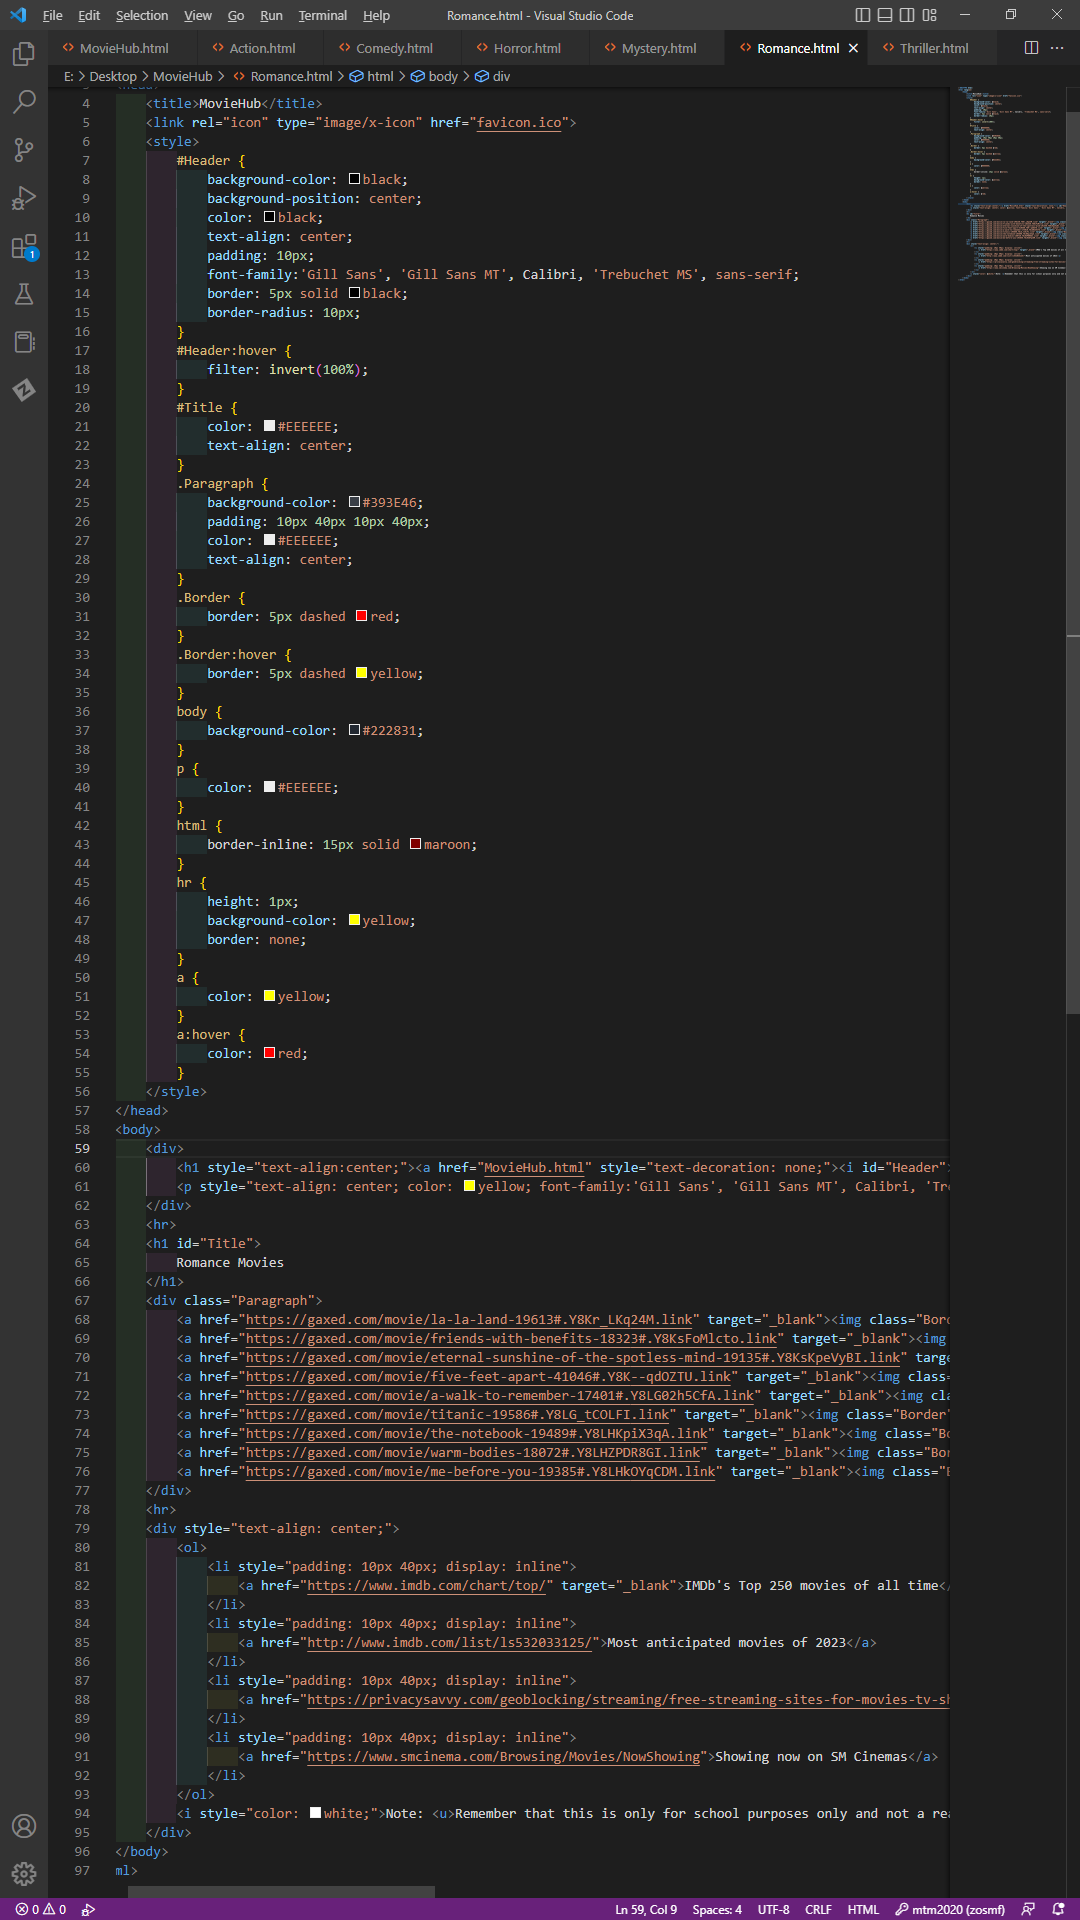 File Edit Selection View Go Run Terminal Help Romance.html - Visual Studio Code
MovieHub.html Action.html Comedy.html Horror.html Mystery.html Romance.html Thriller.html
E: > Desktop > MovieHub > Romance.html > html > body > div
4 <title>MovieHub</title>
5 <link rel="icon" type="image/x-icon" href="favicon.ico">
6 <style>
7 #Header {
8 background-color: black;
9 background-position: center;
10 color: black;
11 text-align: center;
12 padding: 10px;
13 font-family:'Gill Sans', 'Gill Sans MT', Calibri, 'Trebuchet MS', sans-serif;
14 border: 5px solid black;
15 border-radius: 10px;
16 }
17 #Header:hover {
18 filter: invert(100%);
19 }
20 #Title {
21 color: #EEEEEE;
22 text-align: center;
23 }
24 .Paragraph {
25 background-color: #393E46;
26 padding: 10px 40px 10px 40px;
27 color: #EEEEEE;
28 text-align: center;
29 }
30 .Border {
31 border: 5px dashed red;
32 }
33 .Border:hover {
34 border: 5px dashed yellow;
35 }
36 body {
37 background-color: #222831;
38 }
39 p {
40 color: #EEEEEE;
41 }
42 html {
43 border-inline: 15px solid maroon;
44 }
45 hr {
46 height: 1px;
47 background-color: yellow;
48 border: none;
49 }
50 a {
51 color: yellow;
52 }
53 a:hover {
54 color: red;
55 }
56 </style>
57 </head>
58 <body>
59 <div>
60 <h1 style="text-align:center;"><a href="MovieHub.html" style="text-decoration: none;"><i id="Header"
61 <p style="text-align: center; color: yellow; font-family:'Gill Sans', 'Gill Sans MT', Calibri, 'Tre
62 </div>
63 <hr>
64 <h1 id="Title">
65 Romance Movies
66 </h1>
67 <div class="Paragraph">
68 <a href="https://gaxed.com/movie/la-la-land-19613#.Y8Kr_LKq24M.link" target="_blank"><img class="Bord
69 <a href="https://gaxed.com/movie/friends-with-benefits-18323#.Y8KsFoMlcto.link" target="_blank"><img
70 <a href="https://gaxed.com/movie/eternal-sunshine-of-the-spotless-mind-19135#.Y8KsKpeVyBI.link" targe
71 <a href="https://gaxed.com/movie/five-feet-apart-41046#.Y8K--qdOZTU.link" target="_blank"><img class=
72 <a href="https://gaxed.com/movie/a-walk-to-remember-17401#.Y8LG02h5CfA.link" target="_blank"><img cla
73 <a href="https://gaxed.com/movie/titanic-19586#.Y8LG_tCOLFI.link" target="_blank"><img class="Border"
74 <a href="https://gaxed.com/movie/the-notebook-19489#.Y8LHKpiX3qA.link" target="_blank"><img class="Bo
75 <a href="https://gaxed.com/movie/warm-bodies-18072#.Y8LHZPDR8GI.link" target="_blank"><img class="Bor
76 <a href="https://gaxed.com/movie/me-before-you-19385#.Y8LHkOYqCDM.link" target="_blank"><img class="B
77 </div>
78 <hr>
79 <div style="text-align: center;">
80 <ol>
81 <li style="padding: 10px 40px; display: inline">
82 <a href="https://www.imdb.com/chart/top/" target="_blank">IMDb's Top 250 movies of all time</
83 </li>
84 <li style="padding: 10px 40px; display: inline">
85 <a href="http://www.imdb.com/list/ls532033125/">Most anticipated movies of 2023</a>
86 </li>
87 <li style="padding: 10px 40px; display: inline">
88 <a href="https://privacysavvy.com/geoblocking/streaming/free-streaming-sites-for-movies-tv-sh
89 </li>
90 <li style="padding: 10px 40px; display: inline">
91 <a href="https://www.smcinema.com/Browsing/Movies/NowShowing">Showing now on SM Cinemas</a>
92 </li>
93 </ol>
94 <i style="color: white;">Note: <u>Remember that this is only for school purposes only and not a rea
95 </div>
96 </body>
97 ml>
0 0 Ln 59, Col 9 Spaces: 4 UTF-8 CRLF HTML mtm2020 (zosmf)